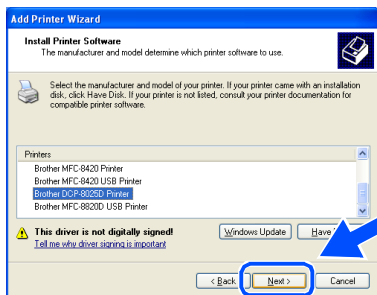 Add Printer Wizard
Install Printer Software
The manufacturer and model determine which printer software to use.
Select the manufacturer and model of your printer. If your printer came with an installation
disk, click Have Disk. If your printer is not listed, consult your printer documentation for
compatible printer software.
Printers
Brother MFC-8420 Printer
Brother MFC-8420 USB Printer
Brother DCP-8025D Printer
Brother MFC-8820D USB Printer
This driver is not digitally signed!
Windows Update
Have
Tell me why driver signing is important
< Back
Next >
Cancel